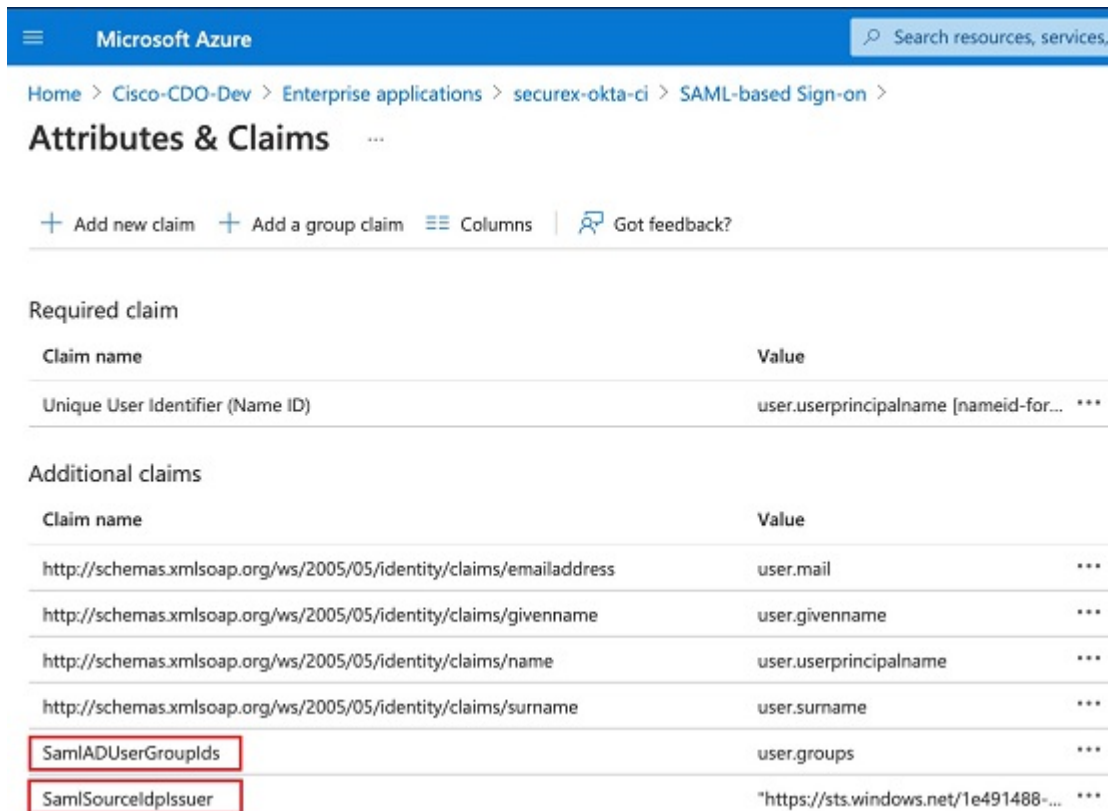 Microsoft Azure
Search resources, services,
Home > Cisco-CDO-Dev > Enterprise applications > securex-okta-ci > SAML-based Sign-on >
Attributes & Claims ...
+ Add new claim + Add a group claim Columns | Got feedback?
Required claim
Claim name Value
Unique User Identifier (Name ID) user.userprincipalname [nameid-for... ...
Additional claims
Claim name Value
http://schemas.xmlsoap.org/ws/2005/05/identity/claims/emailaddress user.mail ...
http://schemas.xmlsoap.org/ws/2005/05/identity/claims/givenname user.givenname ...
http://schemas.xmlsoap.org/ws/2005/05/identity/claims/name user.userprincipalname ...
http://schemas.xmlsoap.org/ws/2005/05/identity/claims/surname user.surname ...
SamlADUserGroupIds user.groups ...
SamlSourceIdpIssuer "https://sts.windows.net/1e491488-... ...